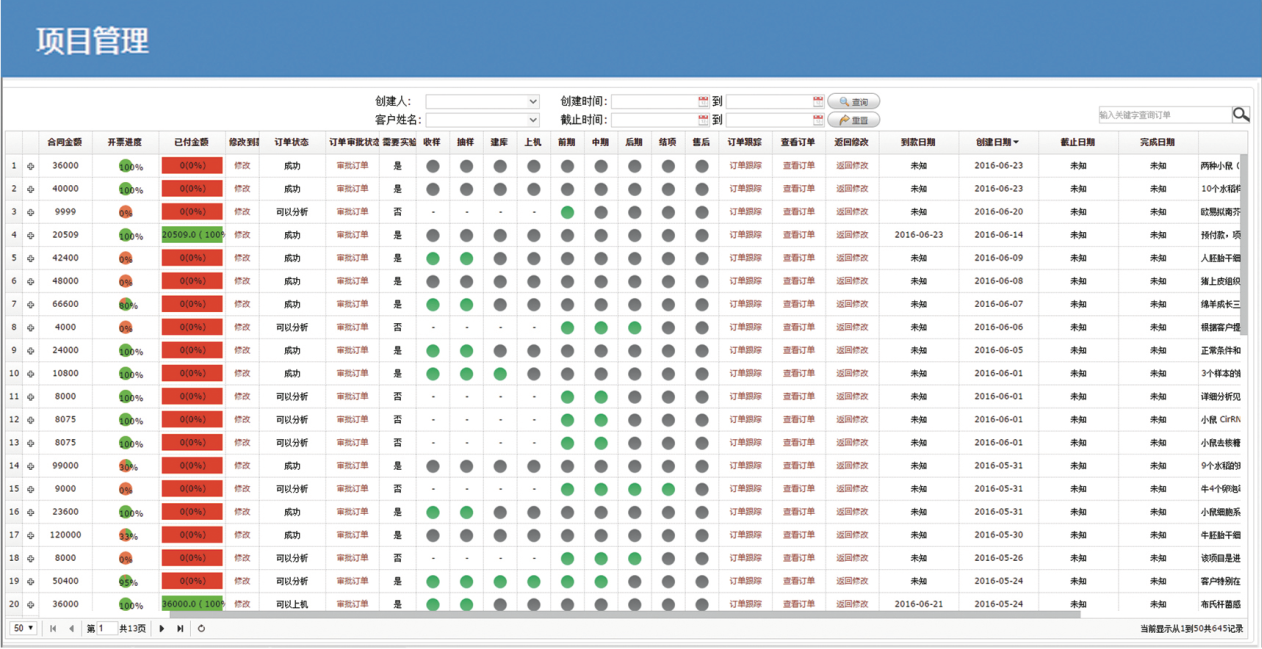 项目管理
创建人: 创建时间: 到 查询
客户姓名: 截止时间: 到 重置
输入关键字查询订单
合同金额 开票进度 已付金额 修改到 订单状态 订单审批状态 需要实验 收样 抽样 建库 上机 前期 中期 后期 结项 售后 订单跟踪 查看订单 返回修改 到款日期 创建日期 截止日期 完成日期
1 36000 100% 0(0%) 修改 成功 审批订单 是 订单跟踪 查看订单 返回修改 未知 2016-06-23 未知 未知 两种小鼠（
2 40000 100% 0(0%) 修改 成功 审批订单 是 订单跟踪 查看订单 返回修改 未知 2016-06-23 未知 未知 10个水稻
3 9999 0% 0(0%) 修改 可以分析 审批订单 否 - - - - 订单跟踪 查看订单 返回修改 未知 2016-06-20 未知 未知 欧易拟南芥
4 20509 100% 20509.0 ( 100% 修改 成功 审批订单 是 订单跟踪 查看订单 返回修改 2016-06-23 2016-06-14 未知 未知 预付款，项
5 42400 0% 0(0%) 修改 成功 审批订单 是 订单跟踪 查看订单 返回修改 未知 2016-06-09 未知 未知 人胚胎干细
6 48000 0% 0(0%) 修改 成功 审批订单 是 订单跟踪 查看订单 返回修改 未知 2016-06-08 未知 未知 猪上皮组织
7 66600 80% 0(0%) 修改 成功 审批订单 是 订单跟踪 查看订单 返回修改 未知 2016-06-07 未知 未知 绵羊成长三
8 4000 0% 0(0%) 修改 可以分析 审批订单 否 - - - - 订单跟踪 查看订单 返回修改 未知 2016-06-06 未知 未知 根据客户提
9 24000 100% 0(0%) 修改 成功 审批订单 是 订单跟踪 查看订单 返回修改 未知 2016-06-05 未知 未知 正常条件和
10 10800 100% 0(0%) 修改 成功 审批订单 是 订单跟踪 查看订单 返回修改 未知 2016-06-01 未知 未知 3个样本的
11 8000 100% 0(0%) 修改 可以分析 审批订单 否 - - - - 订单跟踪 查看订单 返回修改 未知 2016-06-01 未知 未知 详细分析见
12 8075 100% 0(0%) 修改 可以分析 审批订单 否 - - - - 订单跟踪 查看订单 返回修改 未知 2016-06-01 未知 未知 小鼠 CirRN
13 8075 100% 0(0%) 修改 可以分析 审批订单 否 - - - - 订单跟踪 查看订单 返回修改 未知 2016-06-01 未知 未知 小鼠去核糖
14 99000 30% 0(0%) 修改 成功 审批订单 是 订单跟踪 查看订单 返回修改 未知 2016-05-31 未知 未知 9个水稻的
15 9000 0% 0(0%) 修改 可以分析 审批订单 否 - - - - 订单跟踪 查看订单 返回修改 未知 2016-05-31 未知 未知 牛4个卵泡
16 23600 100% 0(0%) 修改 成功 审批订单 是 订单跟踪 查看订单 返回修改 未知 2016-05-31 未知 未知 小鼠细胞系
17 120000 33% 0(0%) 修改 成功 审批订单 是 订单跟踪 查看订单 返回修改 未知 2016-05-30 未知 未知 牛胚胎干细
18 8000 0% 0(0%) 修改 可以分析 审批订单 否 - - - - 订单跟踪 查看订单 返回修改 未知 2016-05-26 未知 未知 该项目是进
19 50400 95% 0(0%) 修改 可以分析 审批订单 是 订单跟踪 查看订单 返回修改 未知 2016-05-24 未知 未知 客户特别在
20 36000 100% 36000.0 ( 100% 修改 可以上机 审批订单 是 订单跟踪 查看订单 返回修改 2016-06-21 2016-05-24 未知 未知 布氏杆菌感
50 第 1 共13页 当前显示从1到50共645记录